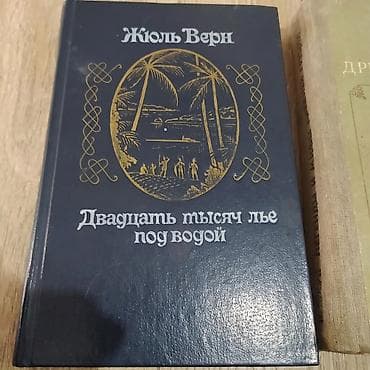 Жюль Верн
Двадцать тысяч лье
под водой